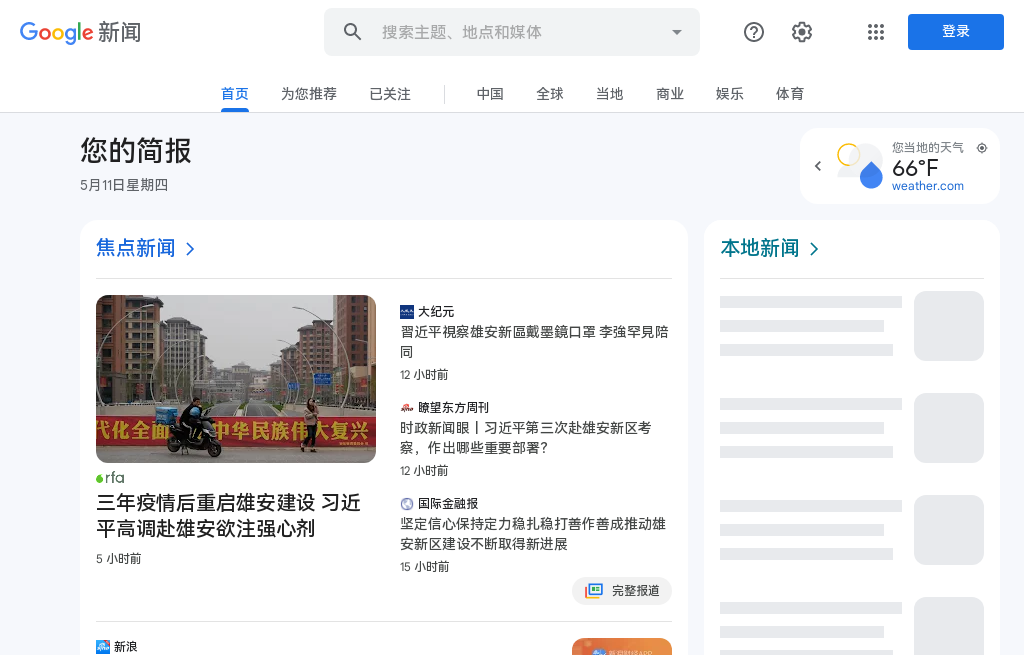 Google 新闻
搜索主题、地点和媒体
登录
首页 为您推荐 已关注 中国 全球 当地 商业 娱乐 体育
您的简报
5月11日星期四
您当地的天气
66°F
weather.com
焦点新闻
代化全面 中华民族伟大复兴
rfa
三年疫情后重启雄安建设 习近
平高调赴雄安欲注强心剂
5 小时前
大纪元
習近平視察雄安新區戴墨鏡口罩 李強罕見陪
同
12 小时前
瞭望东方周刊
时政新闻眼丨习近平第三次赴雄安新区考
察，作出哪些重要部署？
12 小时前
国际金融报
坚定信心保持定力稳扎稳打善作善成推动雄
安新区建设不断取得新进展
15 小时前
完整报道
新浪
本地新闻